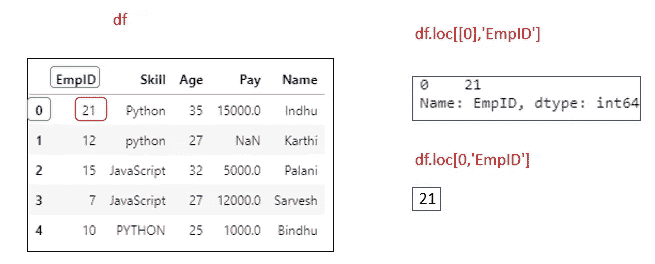 df
EmpID Skill Age Pay Name
0 21 Python 35 15000.0 Indhu
1 12 python 27 NaN Karthi
2 15 JavaScript 32 5000.0 Palani
3 7 JavaScript 27 12000.0 Sarvesh
4 10 PYTHON 25 1000.0 Bindhu
df.loc[[0],'EmpID']
0 21
Name: EmpID, dtype: int64
df.loc[0,'EmpID']
21